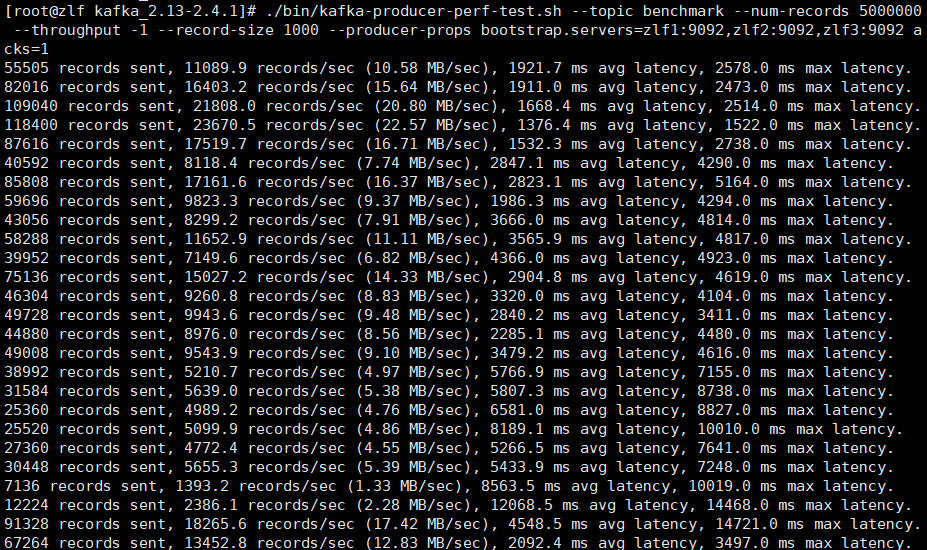 [root@zlf kafka_2.13-2.4.1]# ./bin/kafka-producer-perf-test.sh --topic benchmark --num-records 5000000
 --throughput -1 --record-size 1000 --producer-props bootstrap.servers=zlf1:9092,zlf2:9092,zlf3:9092 a
cks=1
55505 records sent, 11089.9 records/sec (10.58 MB/sec), 1921.7 ms avg latency, 2578.0 ms max latency.
82016 records sent, 16403.2 records/sec (15.64 MB/sec), 1911.0 ms avg latency, 2473.0 ms max latency.
109040 records sent, 21808.0 records/sec (20.80 MB/sec), 1668.4 ms avg latency, 2514.0 ms max latency.
118400 records sent, 23670.5 records/sec (22.57 MB/sec), 1376.4 ms avg latency, 1522.0 ms max latency.
87616 records sent, 17519.7 records/sec (16.71 MB/sec), 1532.3 ms avg latency, 2738.0 ms max latency.
40592 records sent, 8118.4 records/sec (7.74 MB/sec), 2847.1 ms avg latency, 4290.0 ms max latency.
85808 records sent, 17161.6 records/sec (16.37 MB/sec), 2823.1 ms avg latency, 5164.0 ms max latency.
59696 records sent, 9823.3 records/sec (9.37 MB/sec), 1986.3 ms avg latency, 4294.0 ms max latency.
43056 records sent, 8299.2 records/sec (7.91 MB/sec), 3666.0 ms avg latency, 4814.0 ms max latency.
58288 records sent, 11652.9 records/sec (11.11 MB/sec), 3565.9 ms avg latency, 4817.0 ms max latency.
39952 records sent, 7149.6 records/sec (6.82 MB/sec), 4366.0 ms avg latency, 4923.0 ms max latency.
75136 records sent, 15027.2 records/sec (14.33 MB/sec), 2904.8 ms avg latency, 4619.0 ms max latency.
46304 records sent, 9260.8 records/sec (8.83 MB/sec), 3320.0 ms avg latency, 4104.0 ms max latency.
49728 records sent, 9943.6 records/sec (9.48 MB/sec), 2840.2 ms avg latency, 3411.0 ms max latency.
44880 records sent, 8976.0 records/sec (8.56 MB/sec), 2285.1 ms avg latency, 4480.0 ms max latency.
49008 records sent, 9543.9 records/sec (9.10 MB/sec), 3479.2 ms avg latency, 4616.0 ms max latency.
38992 records sent, 5210.7 records/sec (4.97 MB/sec), 5766.9 ms avg latency, 7155.0 ms max latency.
31584 records sent, 5639.0 records/sec (5.38 MB/sec), 5807.3 ms avg latency, 8738.0 ms max latency.
25360 records sent, 4989.2 records/sec (4.76 MB/sec), 6581.0 ms avg latency, 8827.0 ms max latency.
25520 records sent, 5099.9 records/sec (4.86 MB/sec), 8189.1 ms avg latency, 10010.0 ms max latency.
27360 records sent, 4772.4 records/sec (4.55 MB/sec), 5266.5 ms avg latency, 7641.0 ms max latency.
30448 records sent, 5655.3 records/sec (5.39 MB/sec), 5433.9 ms avg latency, 7248.0 ms max latency.
7136 records sent, 1393.2 records/sec (1.33 MB/sec), 8563.5 ms avg latency, 10019.0 ms max latency.
12224 records sent, 2386.1 records/sec (2.28 MB/sec), 12068.5 ms avg latency, 14468.0 ms max latency.
91328 records sent, 18265.6 records/sec (17.42 MB/sec), 4548.5 ms avg latency, 14721.0 ms max latency.
67264 records sent, 13452.8 records/sec (12.83 MB/sec), 2092.4 ms avg latency, 3497.0 ms max latency.